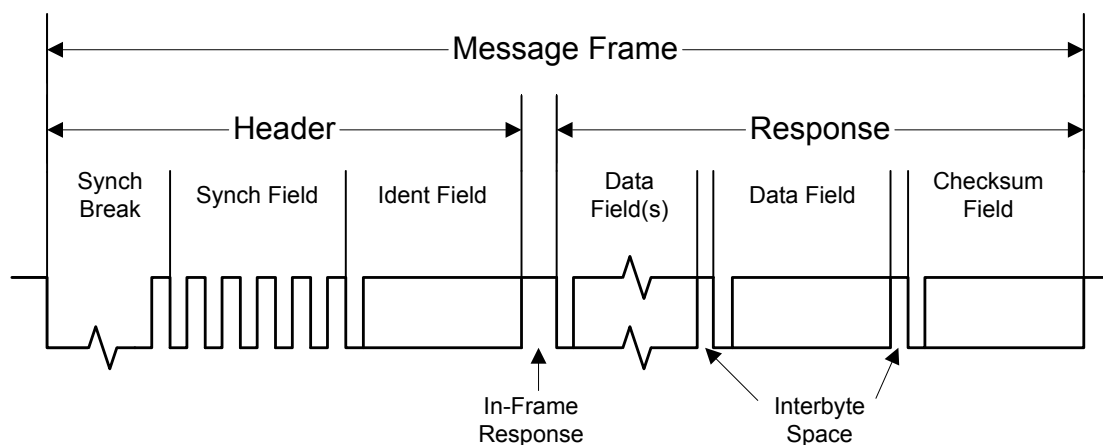 Message Frame
Header
Response
Synch
Break
Synch Field
Ident Field
Data
Field(s)
Data Field
Checksum
Field
In-Frame
Response
Interbyte
Space